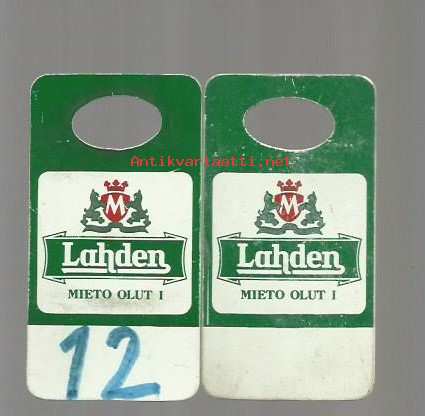 Antikvariaatti.net
M
Lahden
MIETO OLUT I
12
M
Lahden
MIETO OLUT I